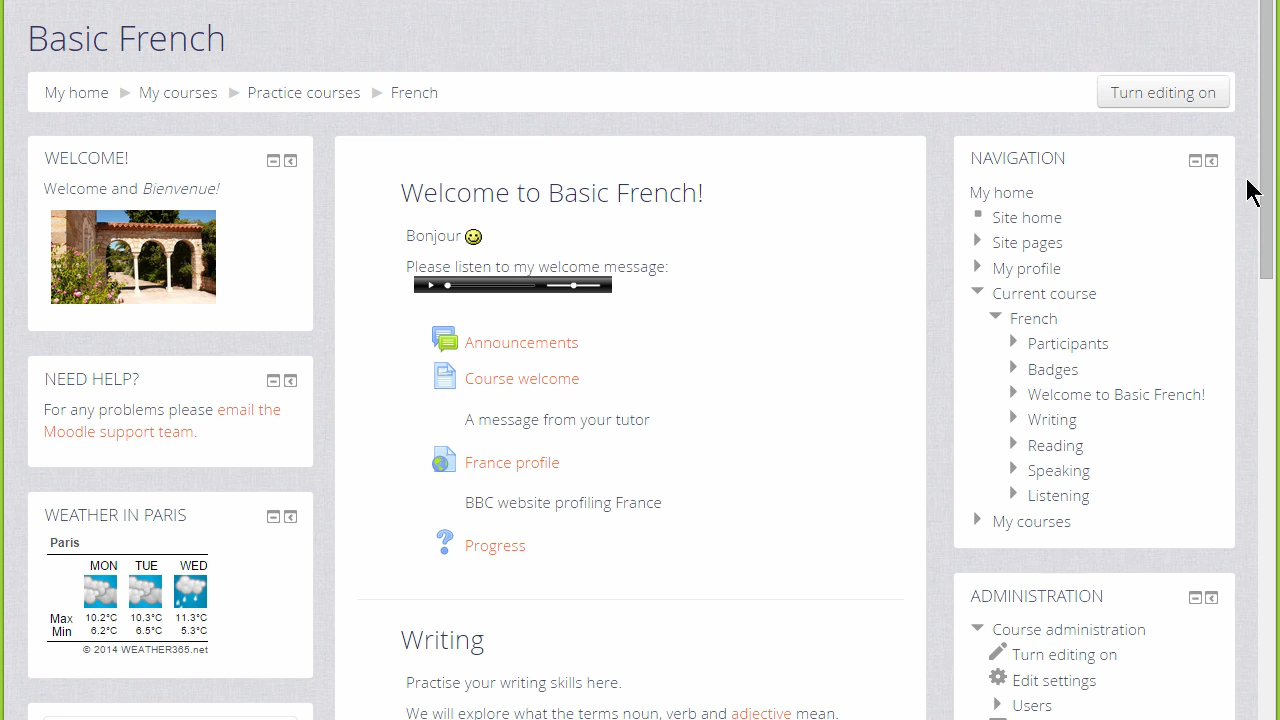 Basic French
My home
My courses
Practice courses
French
Turn editing on
WELCOME!
Welcome and Bienvenue!
NEED HELP?
For any problems please email the
Moodle support team.
WEATHER IN PARIS
Paris
MON TUE WED
Max 10.2°C 10.3°C 11.3°C
Min 6.2°C 6.5°C 5.3°C
© 2014 WEATHER365.net
Welcome to Basic French!
Bonjour
Please listen to my welcome message:
Announcements
Course welcome
A message from your tutor
France profile
BBC website profiling France
Progress
Writing
Practise your writing skills here.
We will explore what the terms noun, verb and adjective mean.
NAVIGATION
My home
Site home
Site pages
My profile
Current course
French
Participants
Badges
Welcome to Basic French!
Writing
Reading
Speaking
Listening
My courses
ADMINISTRATION
Course administration
Turn editing on
Edit settings
Users